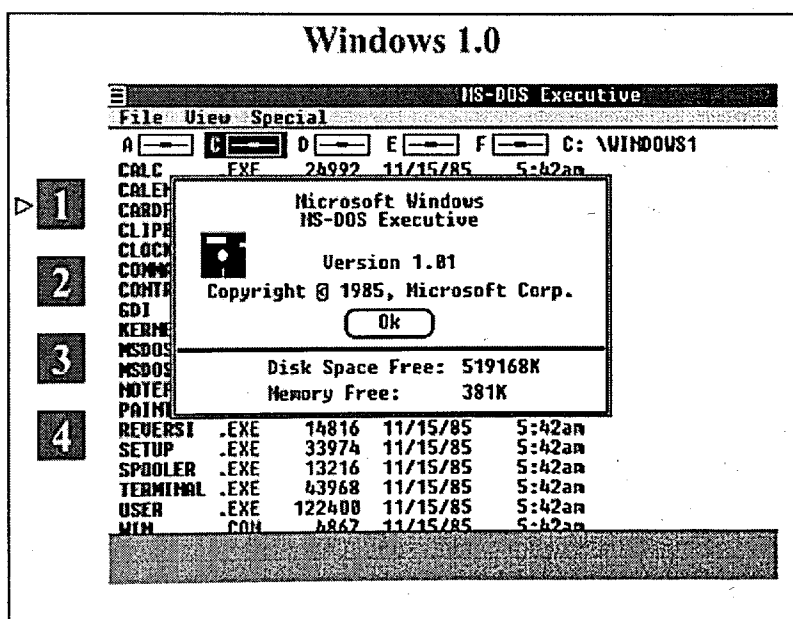 Windows 1.0
MS-DOS Executive
File View Special
A C D E F C: \WINDOWS1
CALC .EXE 24992 11/15/85 5:42am
CALEN
CARDF
CLIPB
CLOCK
COMMA
CONTR
GDI
KERNE
MSDOS
MSDOS
NOTEP
PAINT
Microsoft Windows
MS-DOS Executive
Version 1.01
Copyright © 1985, Microsoft Corp.
Ok
Disk Space Free: 519168K
Memory Free: 381K
REVERSI .EXE 14816 11/15/85 5:42am
SETUP .EXE 33974 11/15/85 5:42am
SPOOLER .EXE 13216 11/15/85 5:42am
TERMINAL .EXE 43968 11/15/85 5:42am
USER .EXE 122400 11/15/85 5:42am
WIN .COM 4867 11/15/85 5:42am
1
2
3
4